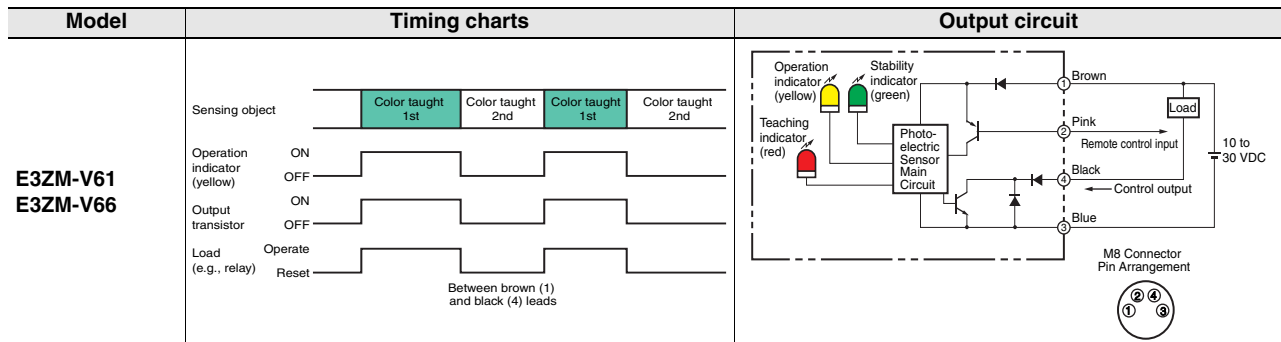 Model
Timing charts
Output circuit
E3ZM-V61
E3ZM-V66
Sensing object
Color taught
1st
Color taught
2nd
Color taught
1st
Color taught
2nd
Operation
indicator
(yellow)
ON
OFF
Output
transistor
ON
OFF
Load
(e.g., relay)
Operate
Reset
Between brown (1)
and black (4) leads
Operation
indicator
(yellow)
Stability
indicator
(green)
Teaching
indicator
(red)
Photo-
electric
Sensor
Main
Circuit
1
Brown
Load
2
Pink
Remote control input
10 to
30 VDC
4
Black
Control output
3
Blue
M8 Connector
Pin Arrangement
2 4
1 3